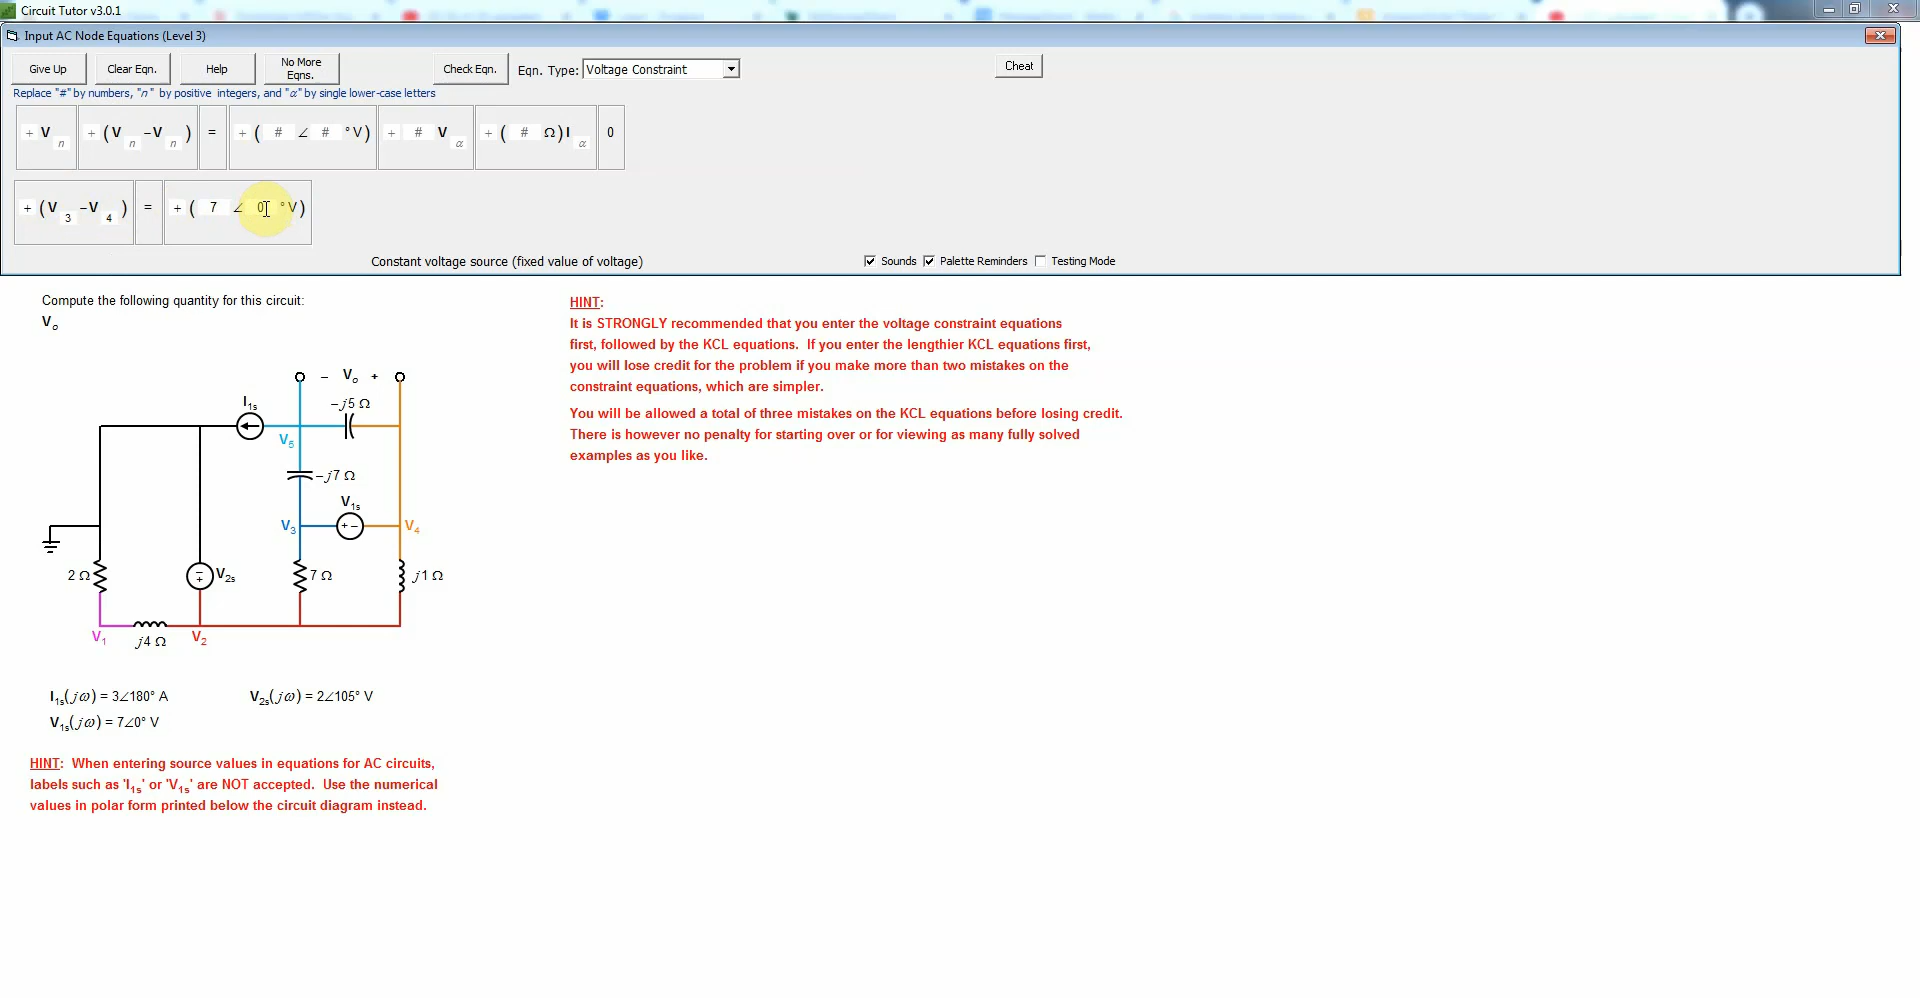 Circuit Tutor v3.0.1
Input AC Node Equations (Level 3)
Give Up
Clear Eqn.
Help
No More Eqns.
Check Eqn.
Eqn. Type: Voltage Constraint
Cheat
Replace "#" by numbers, "n" by positive integers, and "α" by single lower-case letters
+ Vn + (Vn −Vn) = + ( # ∠ # °V) + # Vα + ( # Ω)Iα 0
+ (V3 −V4) = + ( 7 ∠ 0 °V)
Constant voltage source (fixed value of voltage)
Sounds
Palette Reminders
Testing Mode
Compute the following quantity for this circuit:
Vo
HINT:
It is STRONGLY recommended that you enter the voltage constraint equations
first, followed by the KCL equations. If you enter the lengthier KCL equations first,
you will lose credit for the problem if you make more than two mistakes on the
constraint equations, which are simpler.
You will be allowed a total of three mistakes on the KCL equations before losing credit.
There is however no penalty for starting over or for viewing as many fully solved
examples as you like.
− Vo +
I1s
−j5 Ω
V5
−j7 Ω
V1s
V3
+ −
V4
2 Ω
− +
V2s
7 Ω
j1 Ω
V1
j4 Ω
V2
I1s(jω) = 3∠180° A
V2s(jω) = 2∠105° V
V1s(jω) = 7∠0° V
HINT: When entering source values in equations for AC circuits,
labels such as 'I1s' or 'V1s' are NOT accepted. Use the numerical
values in polar form printed below the circuit diagram instead.